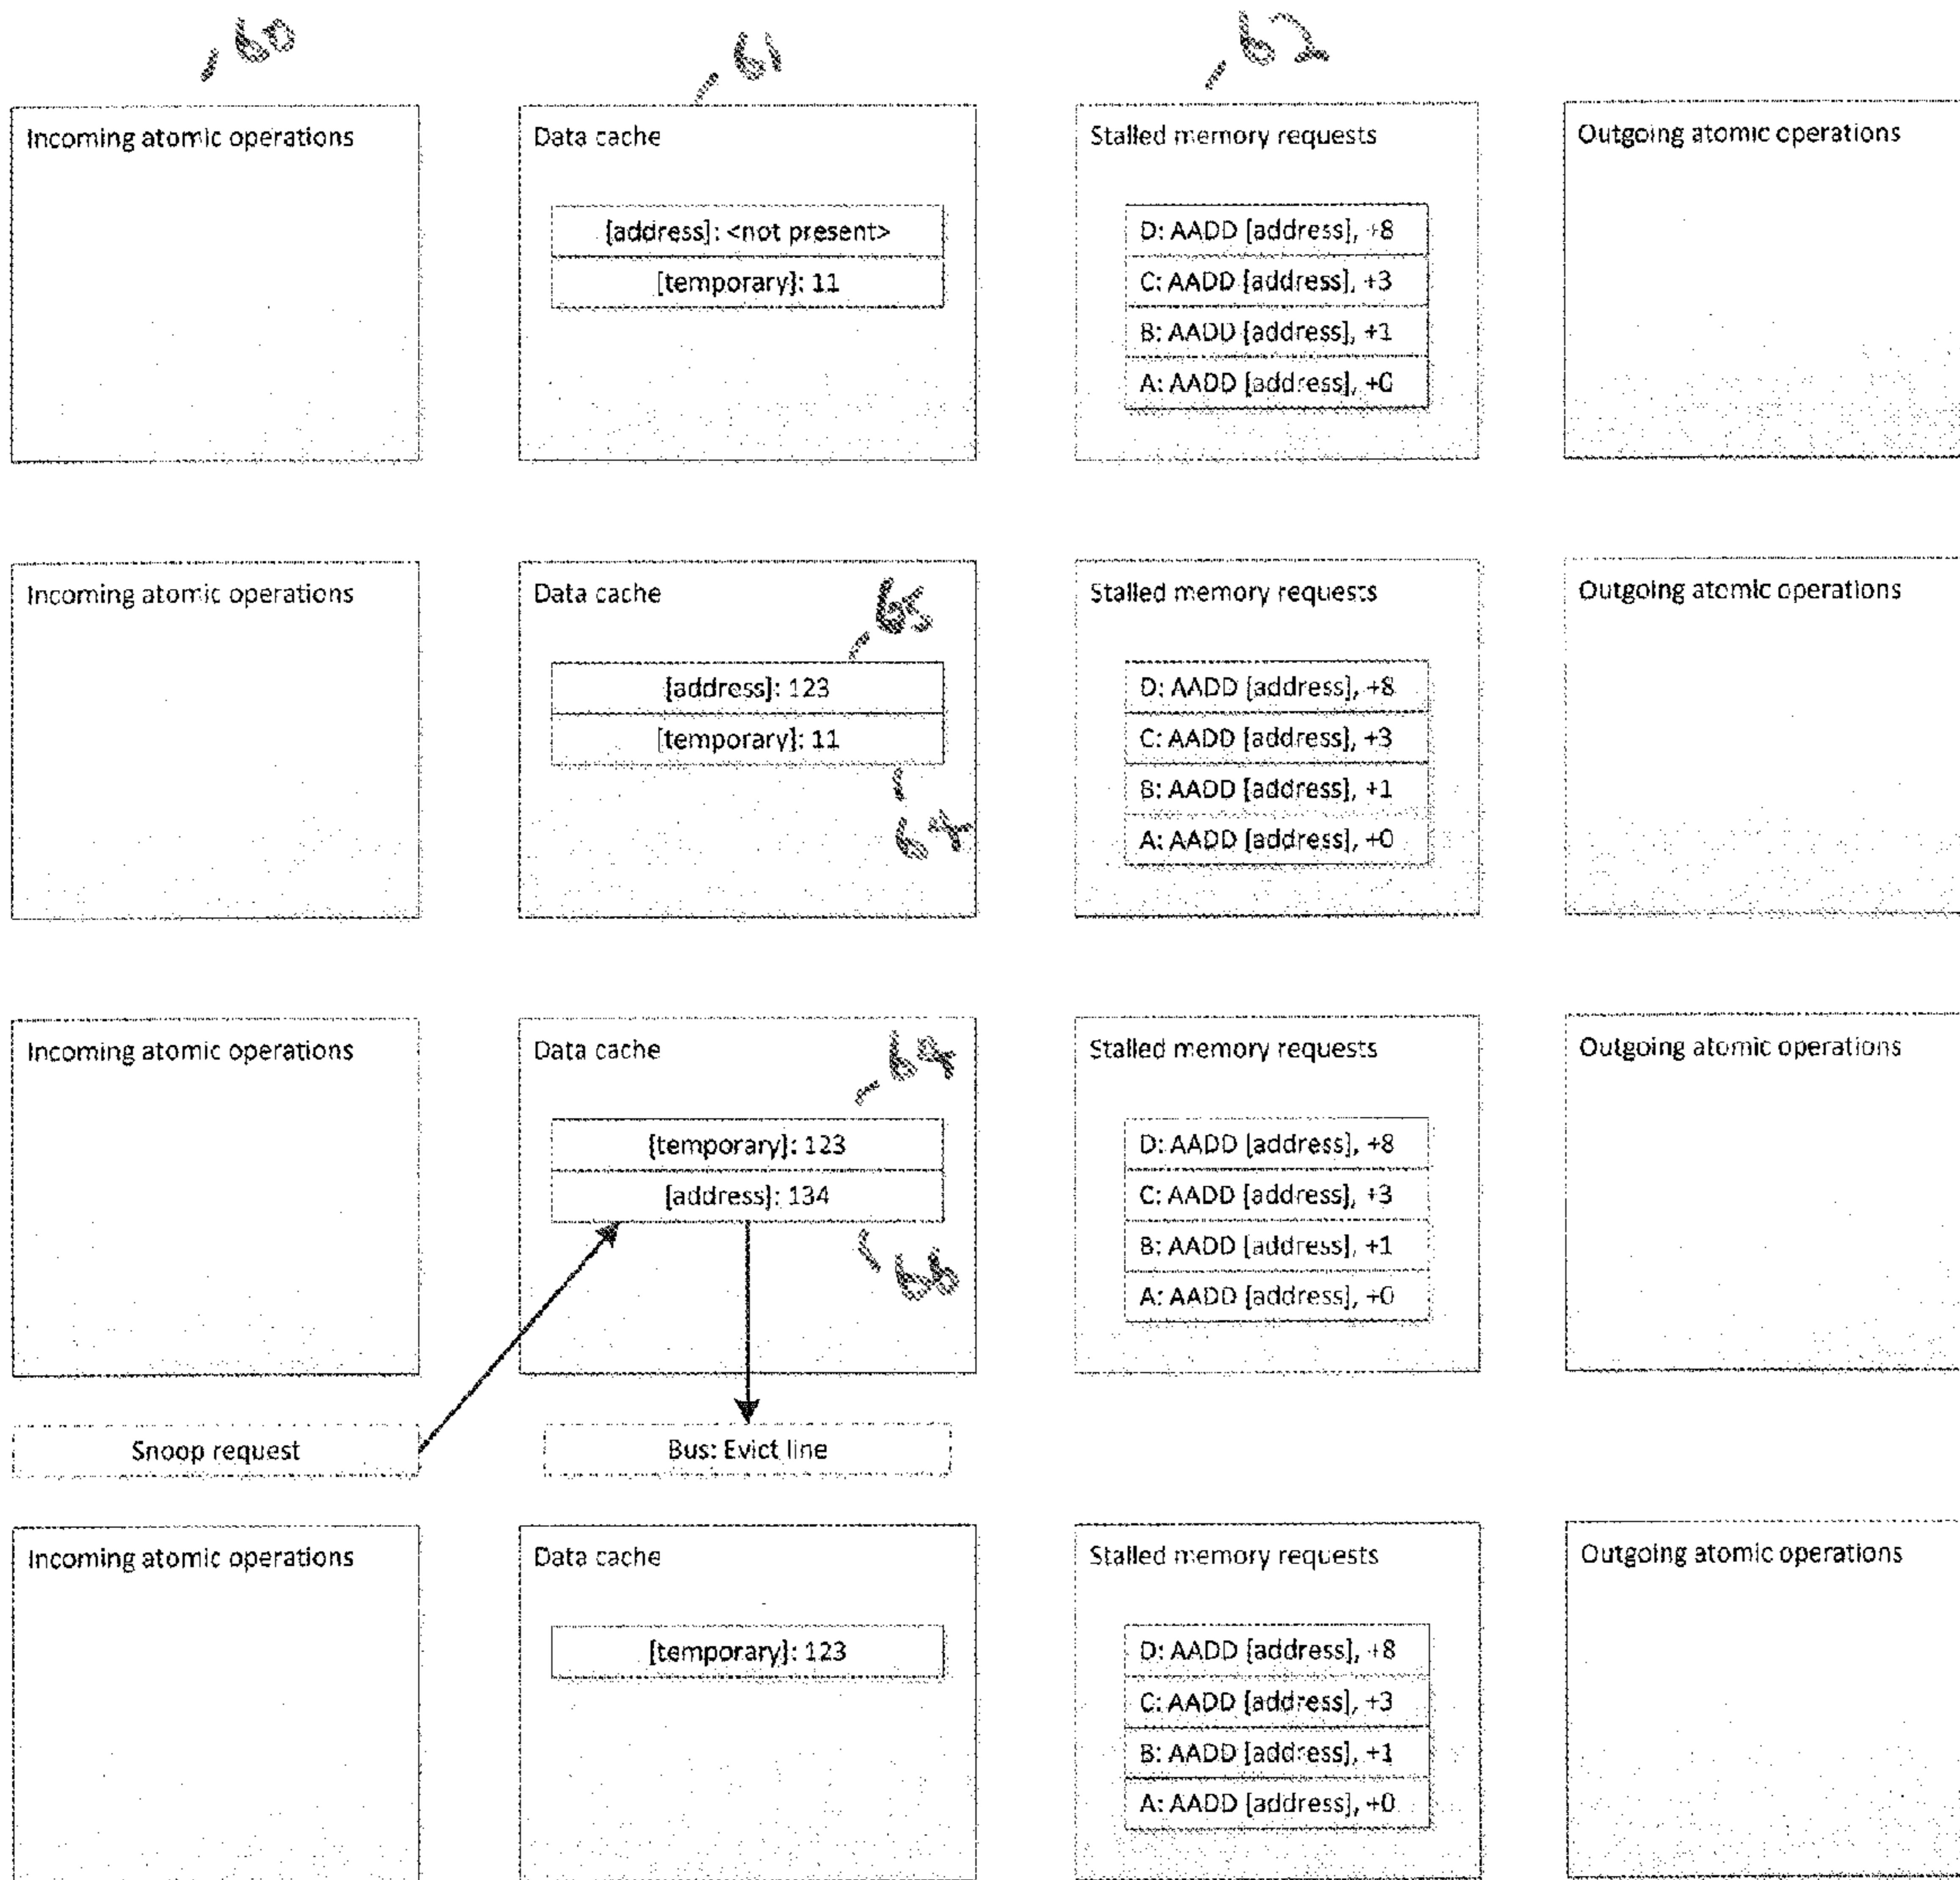 60
61
62
Incoming atomic operations
Data cache
[address]: <not present>
[temporary]: 11
Stalled memory requests
D: AADD [address], +8
C: AADD [address], +3
B: AADD [address], +1
A: AADD [address], +0
Outgoing atomic operations
Incoming atomic operations
Data cache
65
[address]: 123
[temporary]: 11
64
Stalled memory requests
D: AADD [address], +8
C: AADD [address], +3
B: AADD [address], +1
A: AADD [address], +0
Outgoing atomic operations
Incoming atomic operations
Data cache
64
[temporary]: 123
[address]: 134
66
Stalled memory requests
D: AADD [address], +8
C: AADD [address], +3
B: AADD [address], +1
A: AADD [address], +0
Outgoing atomic operations
Snoop request
Bus: Evict line
Incoming atomic operations
Data cache
[temporary]: 123
Stalled memory requests
D: AADD [address], +8
C: AADD [address], +3
B: AADD [address], +1
A: AADD [address], +0
Outgoing atomic operations